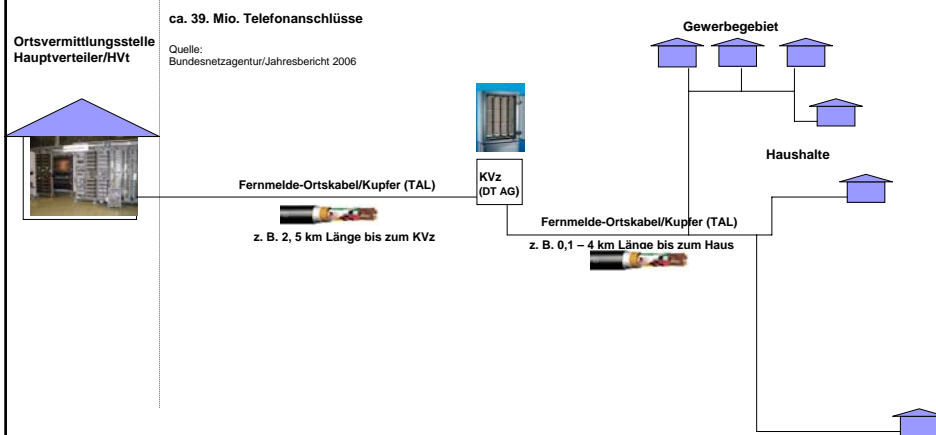 ca. 39. Mio. Telefonanschlüsse
Ortsvermittlungsstelle
Hauptverteiler/HVt
Quelle:
Bundesnetzagentur/Jahresbericht 2006
Gewerbegebiet
Haushalte
KVz
(DT AG)
Fernmelde-Ortskabel/Kupfer (TAL)
z. B. 2, 5 km Länge bis zum KVz
Fernmelde-Ortskabel/Kupfer (TAL)
z. B. 0,1 – 4 km Länge bis zum Haus